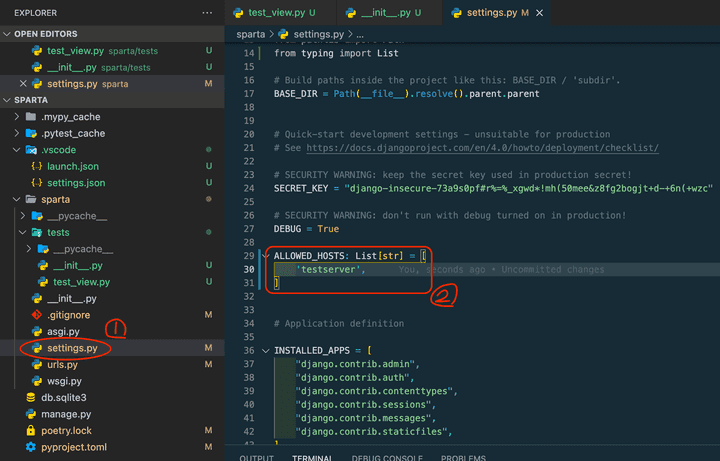 EXPLORER
OPEN EDITORS
test_view.py sparta/tests U
__init__.py sparta/tests U
settings.py sparta M
SPARTA
.mypy_cache
.pytest_cache
.vscode
launch.json U
settings.json U
sparta
__pycache__
tests
__pycache__
__init__.py U
test_view.py U
__init__.py
.gitignore M
asgi.py
1
settings.py M
urls.py M
wsgi.py
db.sqlite3
manage.py
poetry.lock M
pyproject.toml M
test_view.py U
__init__.py U
settings.py M
sparta > settings.py > ...
14 from typing import List
15
16 # Build paths inside the project like this: BASE_DIR / 'subdir'.
17 BASE_DIR = Path(__file__).resolve().parent.parent
18
19
20 # Quick-start development settings - unsuitable for production
21 # See https://docs.djangoproject.com/en/4.0/howto/deployment/checklist/
22
23 # SECURITY WARNING: keep the secret key used in production secret!
24 SECRET_KEY = "django-insecure-73a9s0pf#r%=%_xgwd*!mh(50mee&z8fg2bogjt+d-+6n(+wzc"
25
26 # SECURITY WARNING: don't run with debug turned on in production!
27 DEBUG = True
28
29 ALLOWED_HOSTS: List[str] = [
30 'testserver', You, seconds ago • Uncommitted changes
31 ]
2
32
33
34 # Application definition
35
36 INSTALLED_APPS = [
37 "django.contrib.admin",
38 "django.contrib.auth",
39 "django.contrib.contenttypes",
40 "django.contrib.sessions",
41 "django.contrib.messages",
42 "django.contrib.staticfiles",
OUTPUT TERMINAL DEBUG CONSOLE PROBLEMS